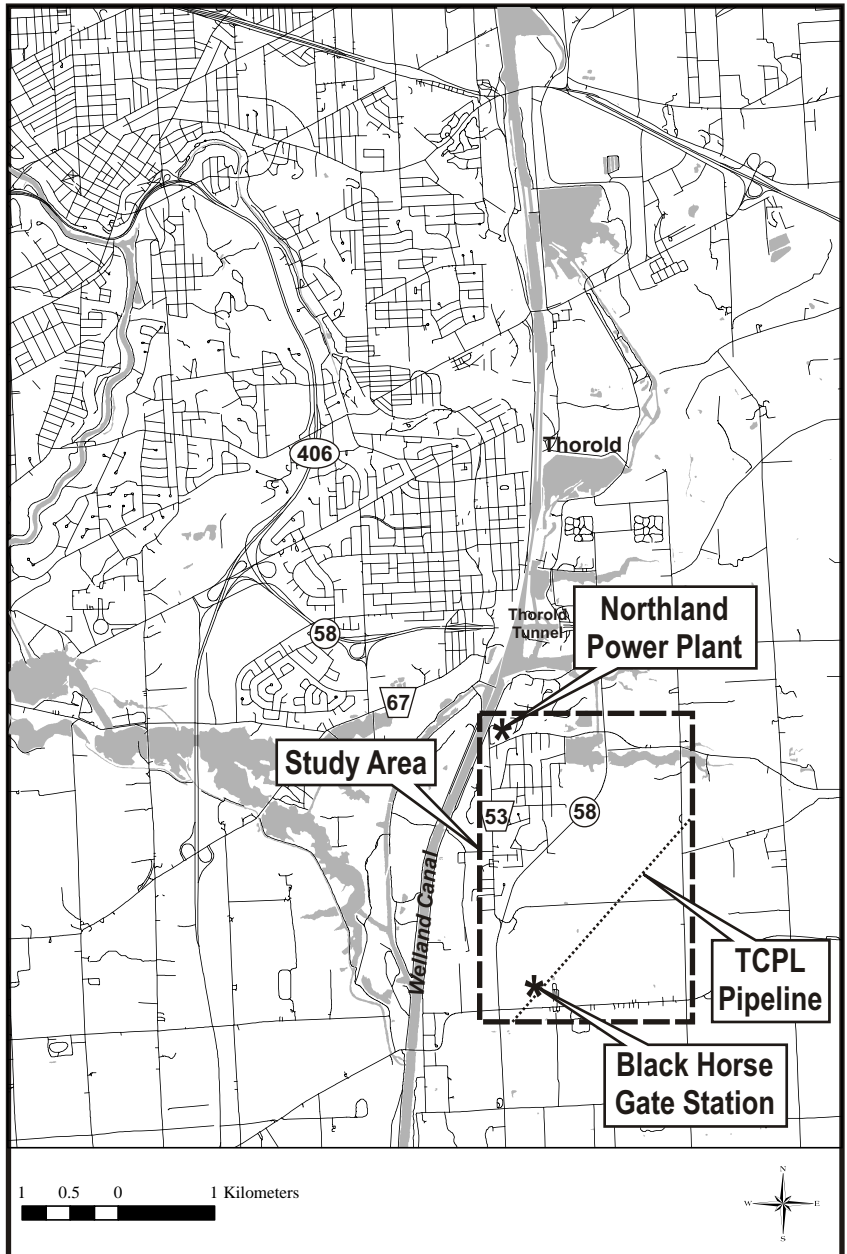 406
Thorold
Thorold
Tunnel
Northland
Power Plant
58
67
Study Area
53
58
Welland Canal
TCPL
Pipeline
Black Horse
Gate Station
1 0.5 0 1 Kilometers
N
W E
S